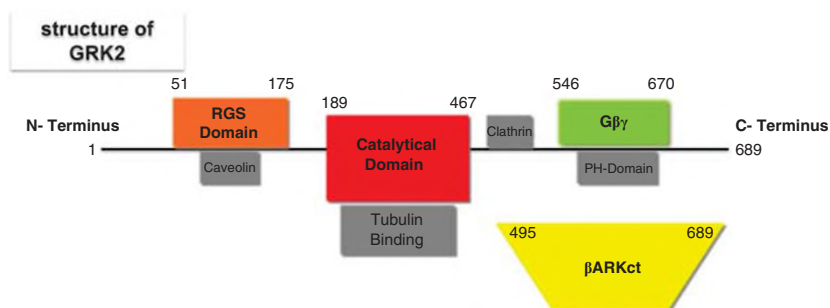 structure of
GRK2
51 175
RGS
Domain
189 467
546 670
N- Terminus
1
Caveolin
Catalytical
Domain
Clathrin
Gβγ
C- Terminus
689
PH-Domain
Tubulin
Binding
495 689
βARKct